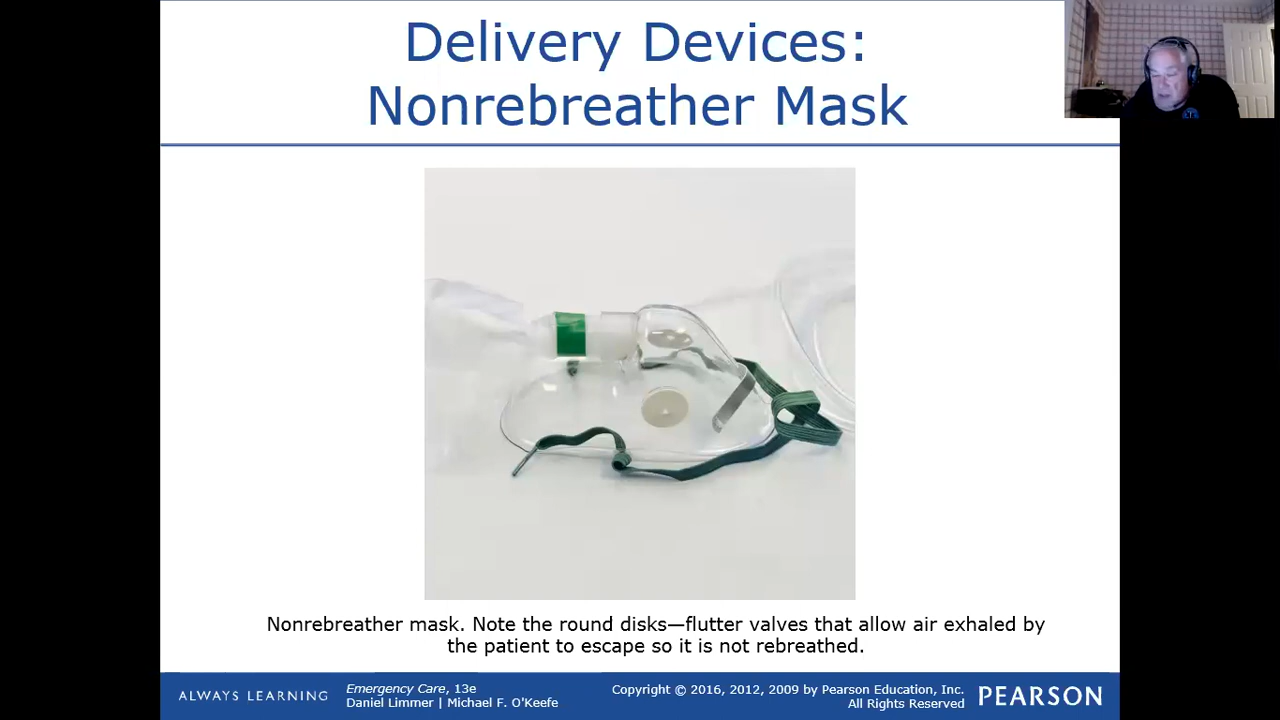 Delivery Devices:
Nonrebreather Mask
Nonrebreather mask. Note the round disks—flutter valves that allow air exhaled by
the patient to escape so it is not rebreathed.
ALWAYS LEARNING
Emergency Care, 13e
Daniel Limmer | Michael F. O'Keefe
Copyright © 2016, 2012, 2009 by Pearson Education, Inc.
All Rights Reserved
PEARSON